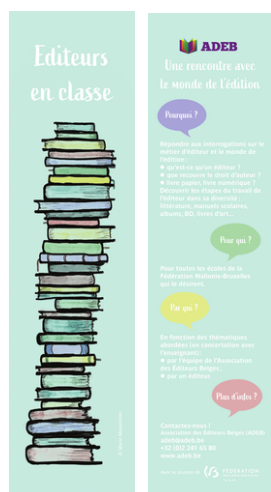 Editeurs
en classe
ADEB
Une rencontre avec
le monde de l'édition
Pourquoi ?
Répondre aux interrogations sur le
métier d'éditeur et le monde de
l'édition :
qu'est-ce qu'un éditeur ?
que recouvre le droit d'auteur ?
livre papier, livre numérique ?
Découvrir les étapes du travail de
l'éditeur dans sa diversité :
littérature, manuels scolaires,
albums, BD, livres d'art...
Pour qui ?
Pour toutes les écoles de la
Fédération Wallonie-Bruxelles
qui le désirent
Par qui ?
En fonction des thématiques
abordées (en concertation avec
l'enseignant) :
par l'équipe de l'Association
des Éditeurs Belges ;
par un éditeur.
Plus d'infos ?
Contactez-nous !
Association des Éditeurs Belges (ADEB)
adeb@adeb.be
+32 (0)2 241 65 80
www.adeb.be
FÉDÉRATION